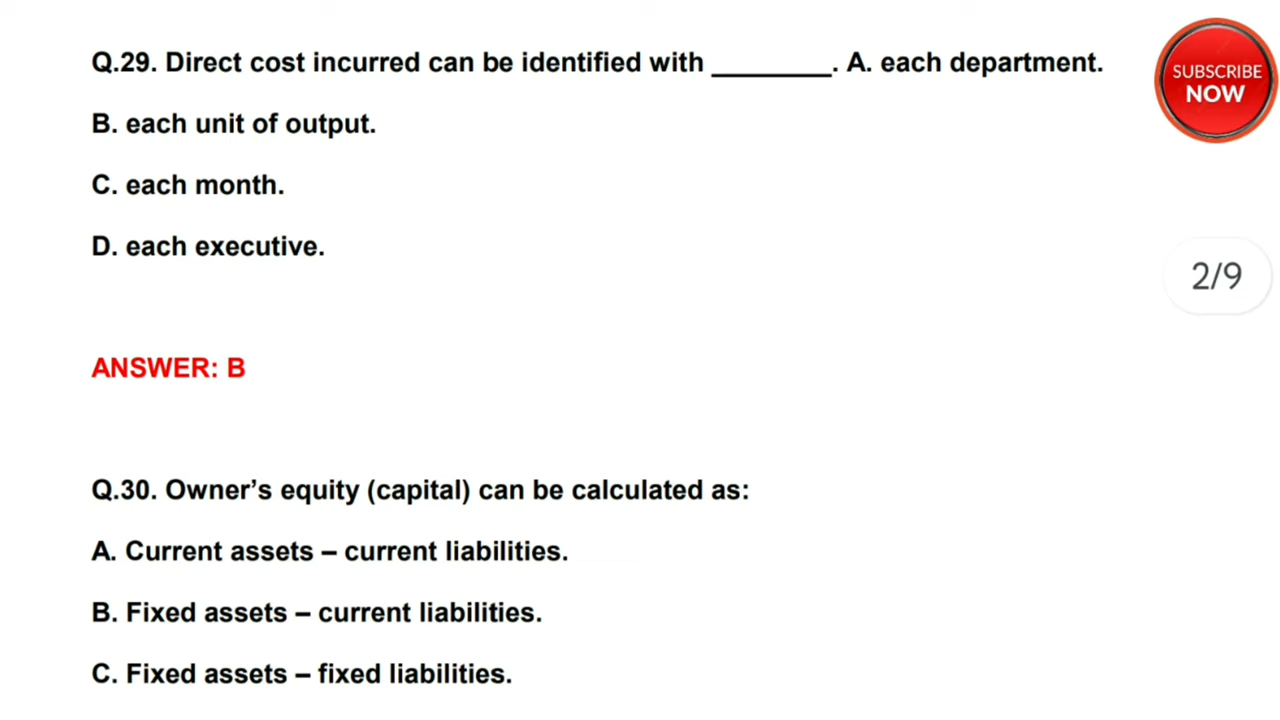 Q.29. Direct cost incurred can be identified with ________. A. each department.
SUBSCRIBE
NOW
B. each unit of output.
C. each month.
D. each executive.
2/9
ANSWER: B
Q.30. Owner’s equity (capital) can be calculated as:
A. Current assets – current liabilities.
B. Fixed assets – current liabilities.
C. Fixed assets – fixed liabilities.